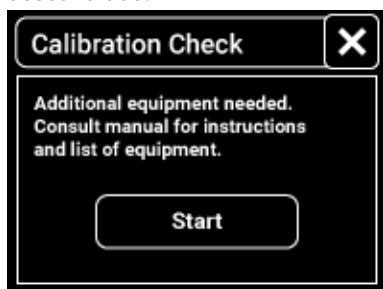 Calibration Check
Additional equipment needed.
Consult manual for instructions
and list of equipment.
Start